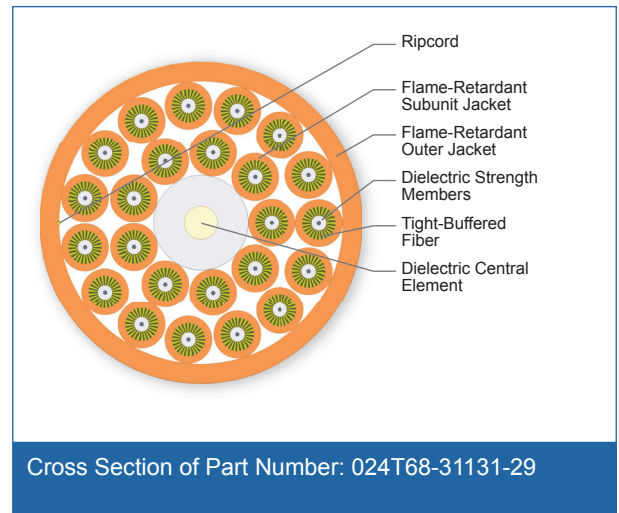 Ripcord
Flame-Retardant
Subunit Jacket
Flame-Retardant
Outer Jacket
Dielectric Strength
Members
Tight-Buffered
Fiber
Dielectric Central
Element
Cross Section of Part Number: 024T68-31131-29